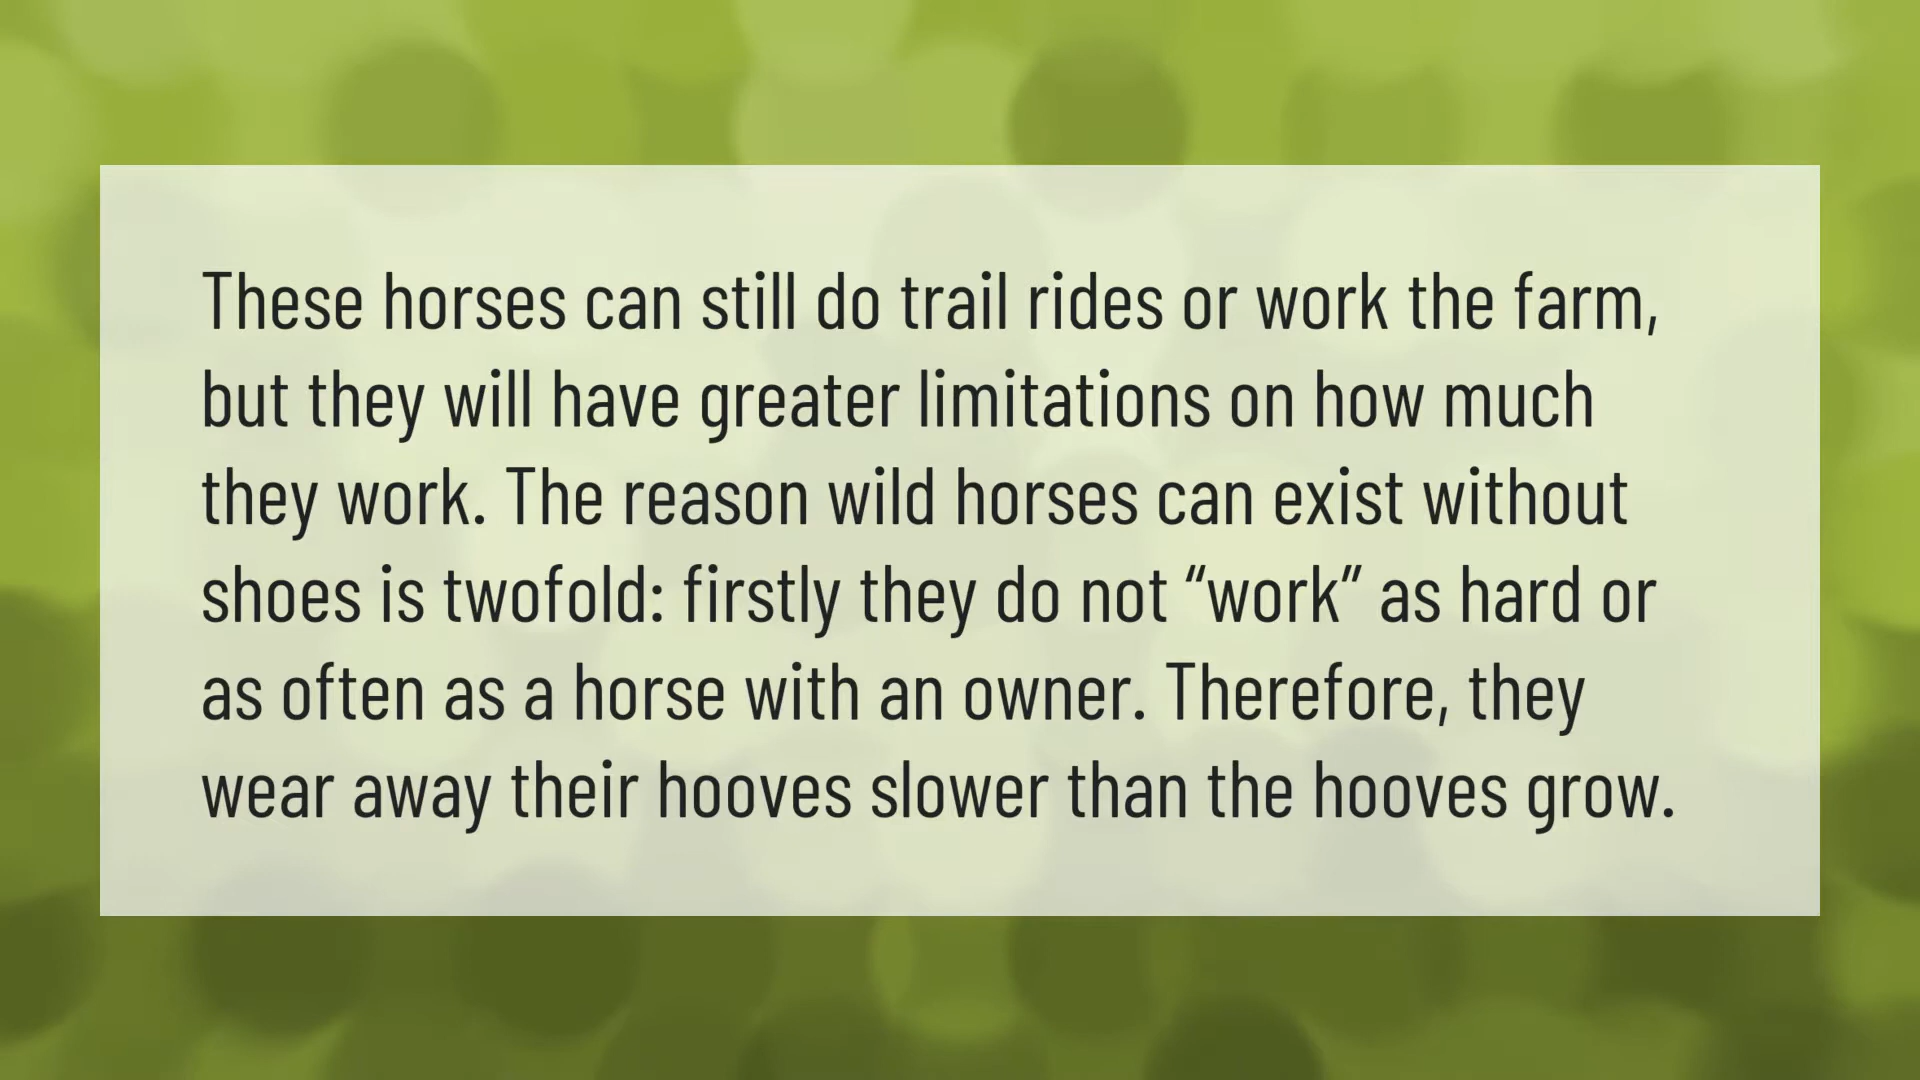 These horses can still do trail rides or work the farm,
but they will have greater limitations on how much
they work. The reason wild horses can exist without
shoes is twofold: firstly they do not “work” as hard or
as often as a horse with an owner. Therefore, they
wear away their hooves slower than the hooves grow.